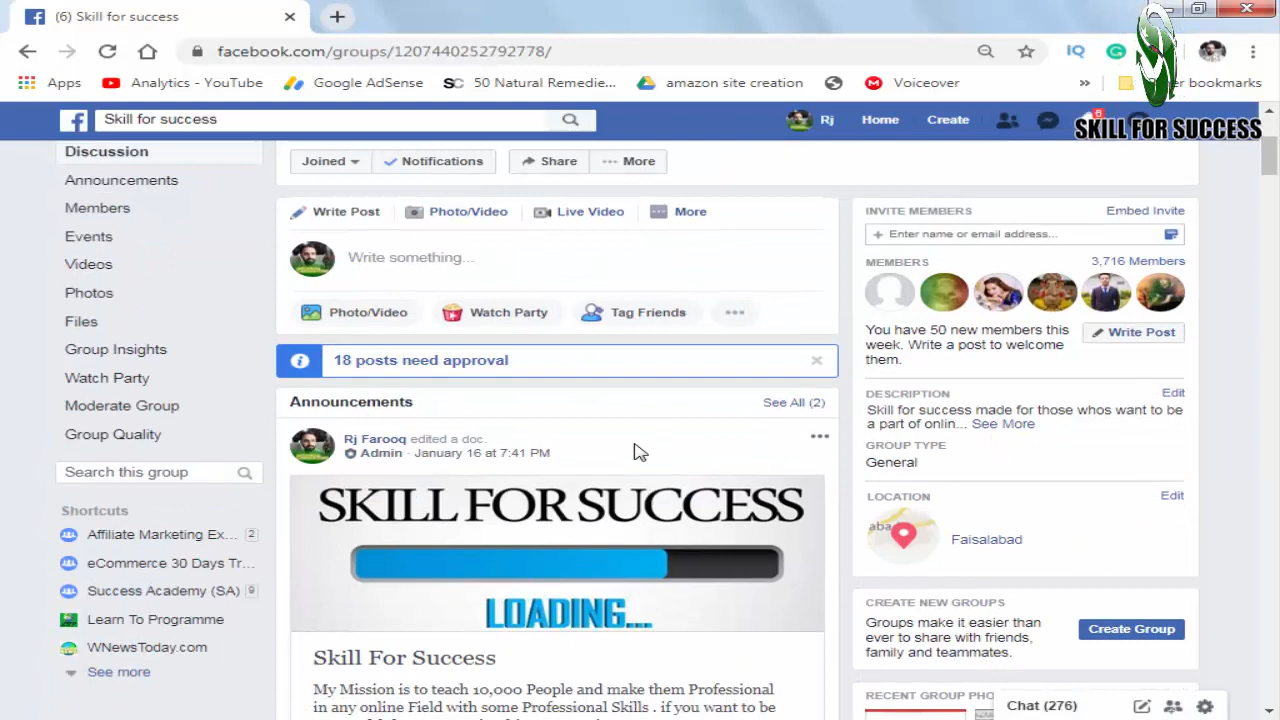 (6) Skill for success
facebook.com/groups/1207440252792778/
Apps
Analytics - YouTube
Google AdSense
50 Natural Remedie...
amazon site creation
Voiceover
»
er bookmarks
SKILL FOR SUCCESS
Skill for success
Rj
Home
Create
8
Discussion
Announcements
Members
Events
Videos
Photos
Files
Group Insights
Watch Party
Moderate Group
Group Quality
Search this group
Shortcuts
Affiliate Marketing Ex... 2
eCommerce 30 Days Tr...
Success Academy (SA) 9
Learn To Programme
WNewsToday.com
See more
Joined
Notifications
Share
More
Write Post
Photo/Video
Live Video
More
Write something...
Photo/Video
Watch Party
Tag Friends
18 posts need approval
Announcements
See All (2)
Rj Farooq edited a doc.
Admin · January 16 at 7:41 PM
SKILL FOR SUCCESS
LOADING...
Skill For Success
My Mission is to teach 10,000 People and make them Professional
in any online Field with some Professional Skills . if you want to be
INVITE MEMBERS
Embed Invite
+ Enter name or email address...
MEMBERS
3,716 Members
You have 50 new members this
week. Write a post to welcome
them.
Write Post
DESCRIPTION
Edit
Skill for success made for those whos want to be
a part of onlin... See More
GROUP TYPE
General
LOCATION
Edit
Faisalabad
CREATE NEW GROUPS
Groups make it easier than
ever to share with friends,
family and teammates.
Create Group
RECENT GROUP PHO
Chat (276)